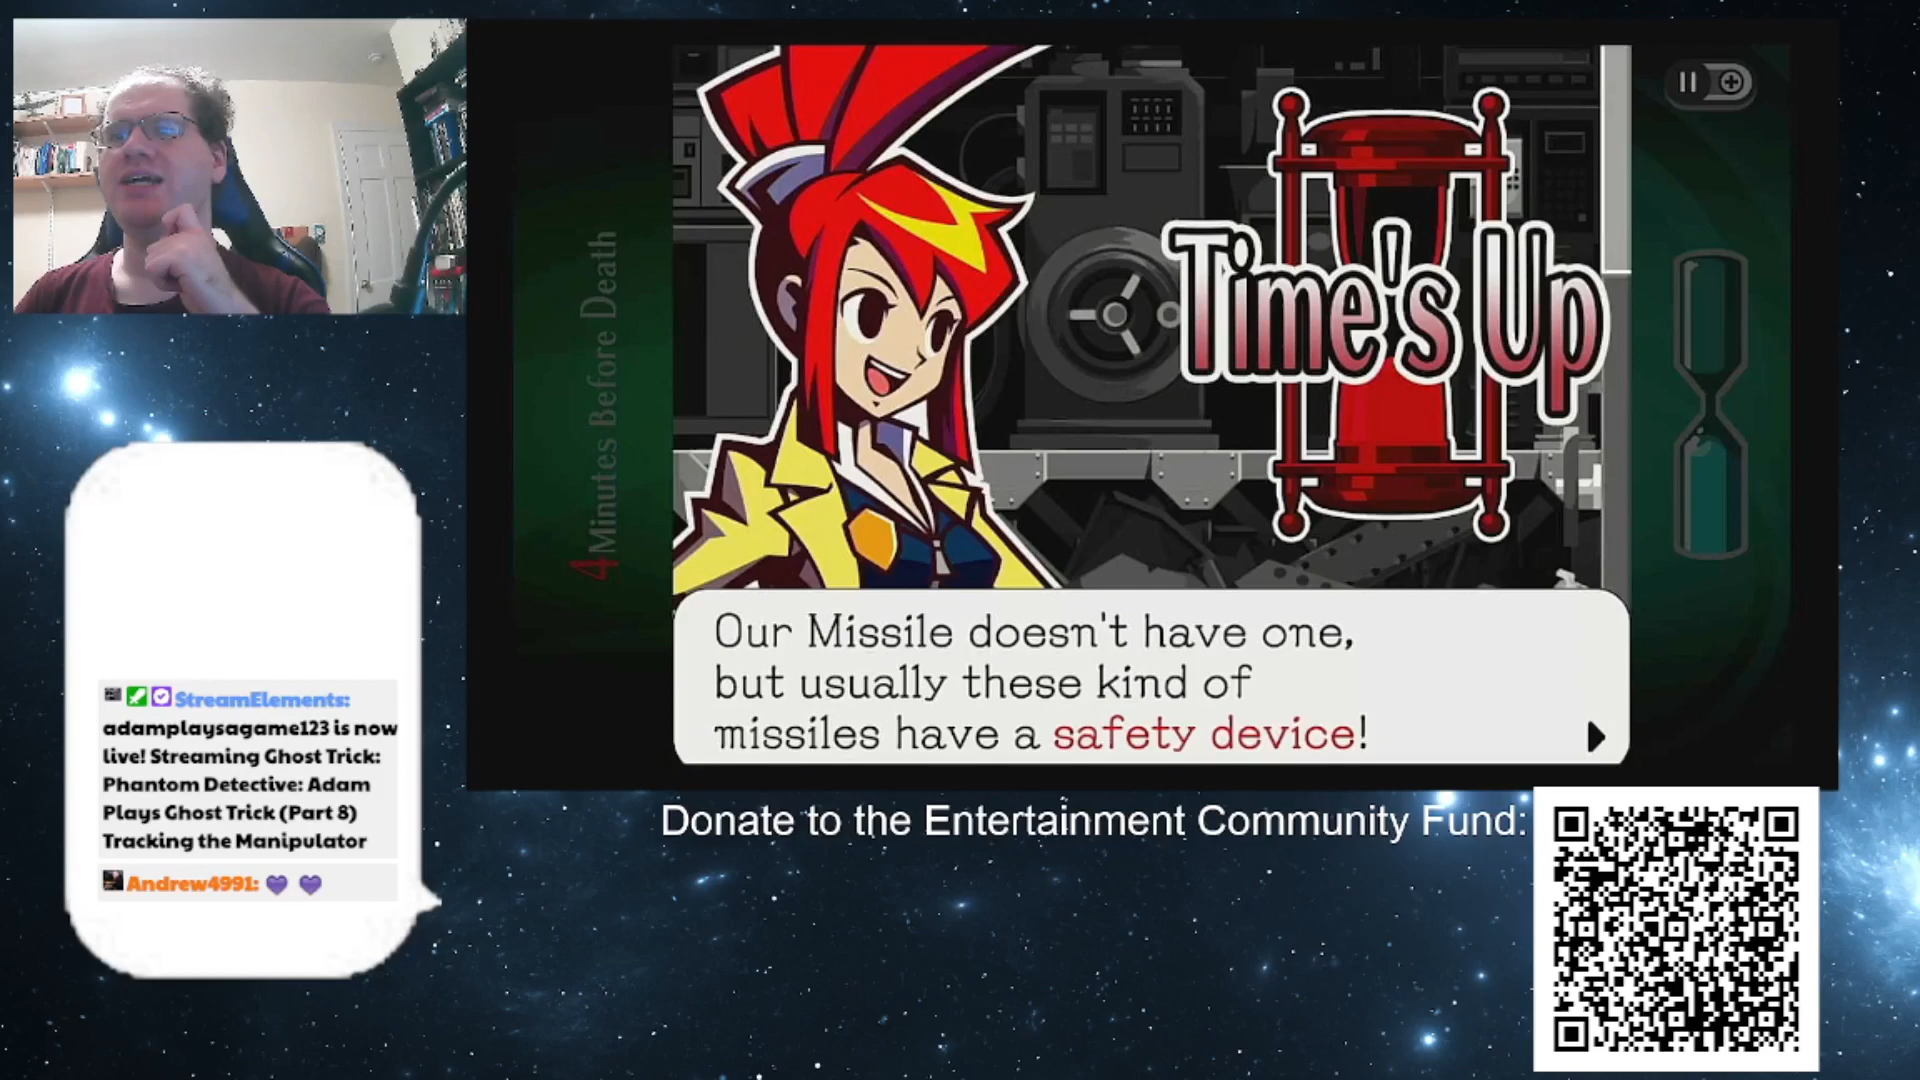 4 Minutes Before Death
Time's Up
Our Missile doesn't have one,
but usually these kind of
missiles have a safety device!
StreamElements:
adamplaysagame123 is now
live! Streaming Ghost Trick:
Phantom Detective: Adam
Plays Ghost Trick (Part 8)
Tracking the Manipulator
Andrew4991:
Donate to the Entertainment Community Fund: